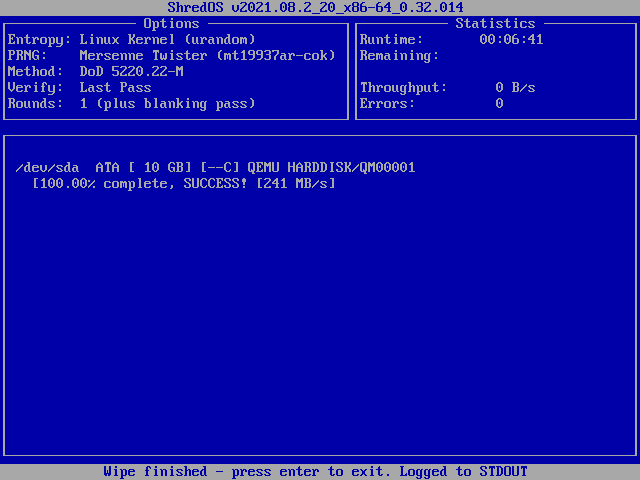 ShredOS v2021.08.2_20_x86-64_0.32.014
Options
Entropy: Linux Kernel (urandom)
PRNG: Mersenne Twister (mt19937ar-cok)
Method: DoD 5220.22-M
Verify: Last Pass
Rounds: 1 (plus blanking pass)
Statistics
Runtime: 00:06:41
Remaining:
Throughput: 0 B/s
Errors: 0
/dev/sda ATA [ 10 GB] [--C] QEMU HARDDISK/QM00001
[100.00% complete, SUCCESS! [241 MB/s]
Wipe finished - press enter to exit. Logged to STDOUT